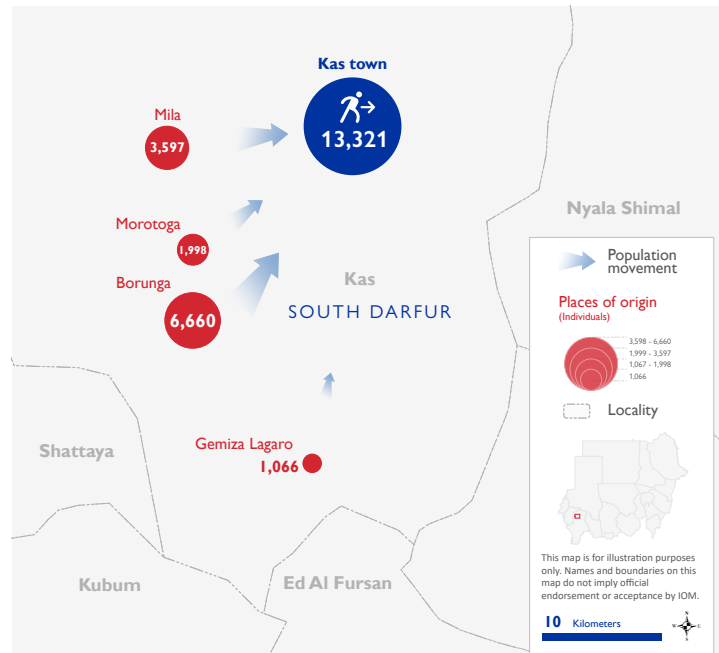 Kas town
13,321
Mila
3,597
Morotoga
1,998
Borunga
6,660
Kas
SOUTH DARFUR
Nyala Shimal
Gemiza Lagaro
1,066
Shattaya
Kubum
Ed Al Fursan
Population
movement
Places of origin
(Individuals)
3,598 - 6,660
1,999 - 3,597
1,067 - 1,998
1,066
Locality
This map is for illustration purposes
only. Names and boundaries on this
map do not imply official
endorsement or acceptance by IOM.
10 Kilometers
N
W E
S